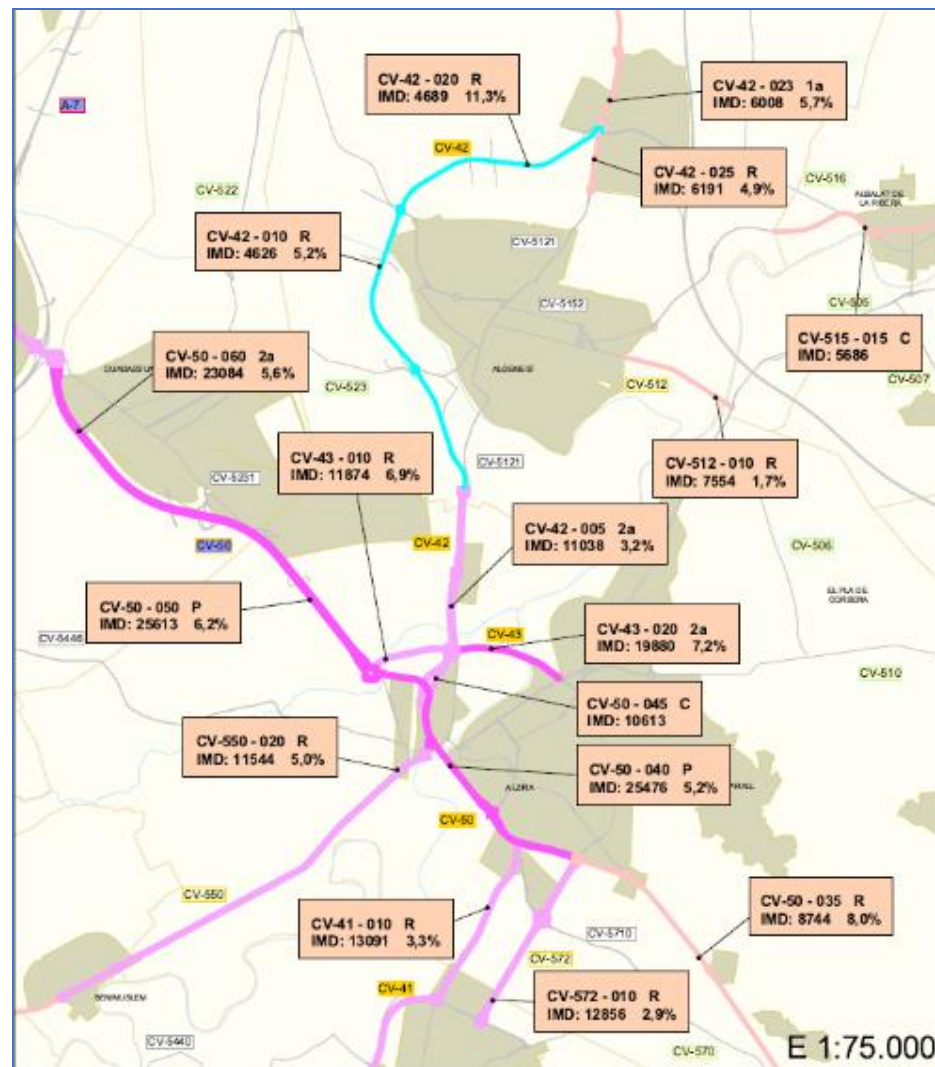 CV-42 - 020 R
IMD: 4689 11,3%
CV-42 - 023 1a
IMD: 6008 5,7%
A-7
CV-42
CV-42 - 025 R
IMD: 6191 4,9%
CV-522
CV-516
ALBALAT DE
LA RIBERA
CV-42 - 010 R
IMD: 4626 5,2%
CV-5121
CV-5152
CV-505
CV-515 - 015 C
IMD: 5686
CV-50 - 060 2a
IMD: 23084 5,6%
CV-523
CV-512
CV-507
CV-43 - 010 R
IMD: 11874 6,9%
CV-5121
CV-512 - 010 R
IMD: 7554 1,7%
CV-5231
CV-50
CV-42
CV-42 - 005 2a
IMD: 11038 3,2%
CV-506
EL PLA DE
CORBERA
CV-50 - 050 P
IMD: 25613 6,2%
CV-43
CV-43 - 020 2a
IMD: 19880 7,2%
CV-510
CV-50 - 045 C
IMD: 10613
CV-550 - 020 R
IMD: 11544 5,0%
CV-50 - 040 P
IMD: 25476 5,2%
ALZIRA
CV-50
CV-550
CV-50 - 035 R
IMD: 8744 8,0%
CV-41 - 010 R
IMD: 13091 3,3%
CV-5710
CV-572
CV-41
CV-572 - 010 R
IMD: 12856 2,9%
CV-5440
CV-570
E 1:75.000